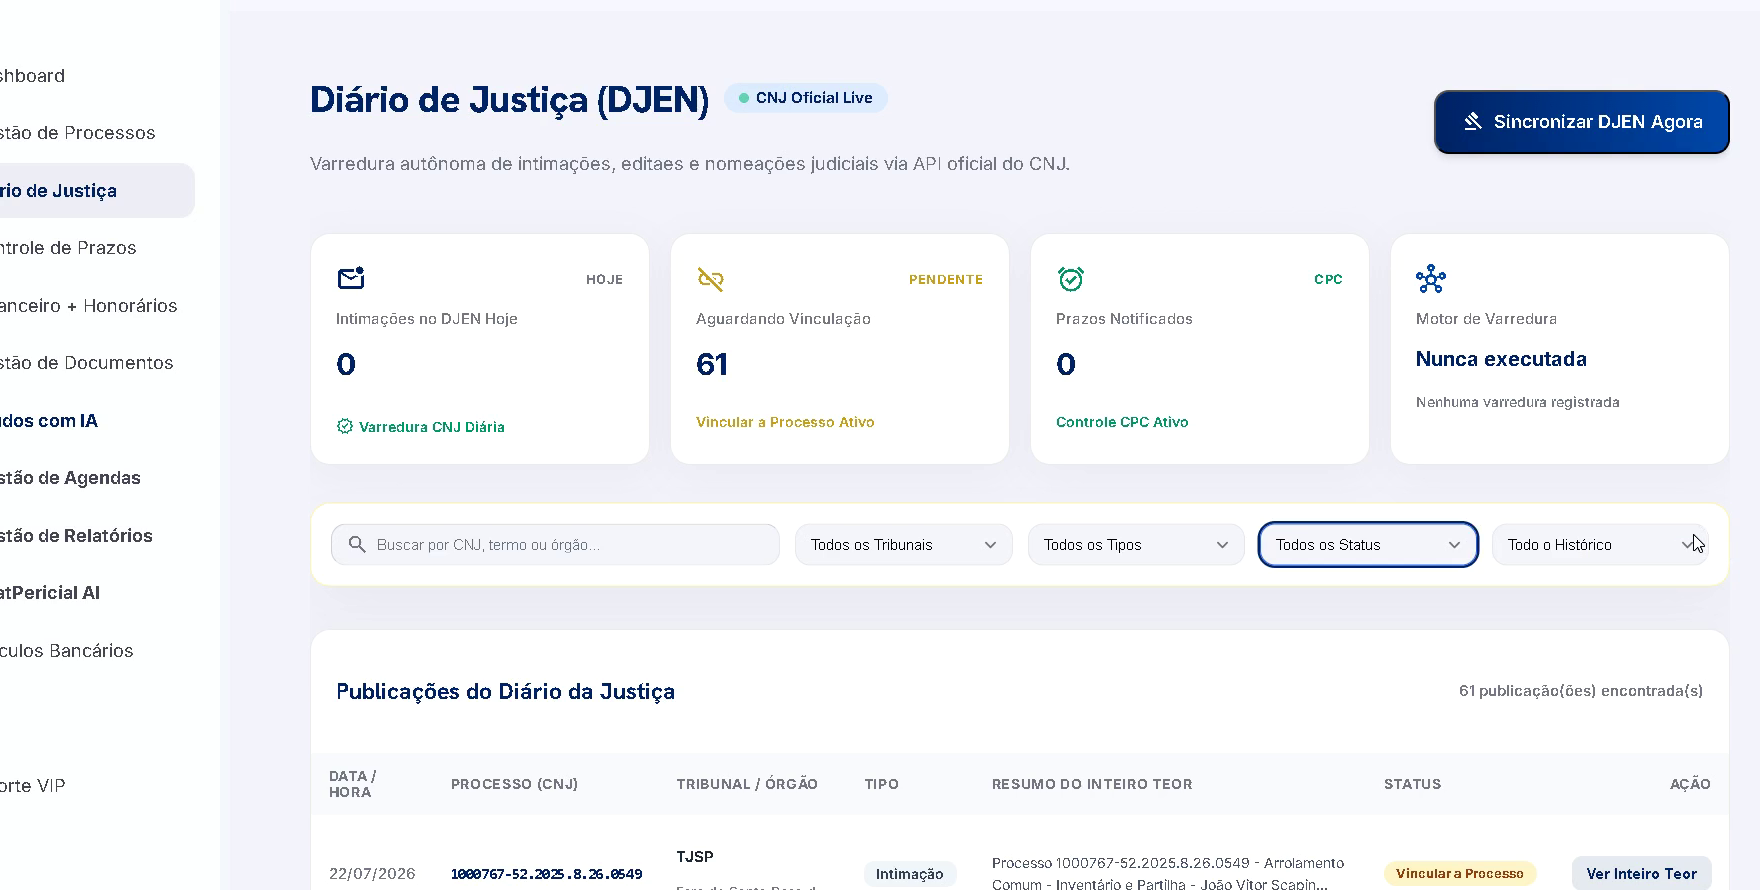 shboard
stão de Processos
rio de Justiça
ntrole de Prazos
anceiro + Honorários
stão de Documentos
dos com IA
stão de Agendas
stão de Relatórios
atPericial AI
culos Bancários
orte VIP
Diário de Justiça (DJEN)
CNJ Oficial Live
Varredura autônoma de intimações, editaes e nomeações judiciais via API oficial do CNJ.
Sincronizar DJEN Agora
HOJE
Intimações no DJEN Hoje
0
Varredura CNJ Diária
PENDENTE
Aguardando Vinculação
61
Vincular a Processo Ativo
CPC
Prazos Notificados
0
Controle CPC Ativo
Motor de Varredura
Nunca executada
Nenhuma varredura registrada
Buscar por CNJ, termo ou órgão...
Todos os Tribunais
Todos os Tipos
Todos os Status
Todo o Histórico
Publicações do Diário da Justiça
61 publicação(ões) encontrada(s)
DATA /
HORA
PROCESSO (CNJ)
TRIBUNAL / ÓRGÃO
TIPO
RESUMO DO INTEIRO TEOR
STATUS
AÇÃO
22/07/2026
1000767-52.2025.8.26.0549
TJSP
Intimação
Processo 1000767-52.2025.8.26.0549 - Arrolamento
Comum - Inventário e Partilha - João Vitor Scapin...
Vincular a Processo
Ver Inteiro Teor